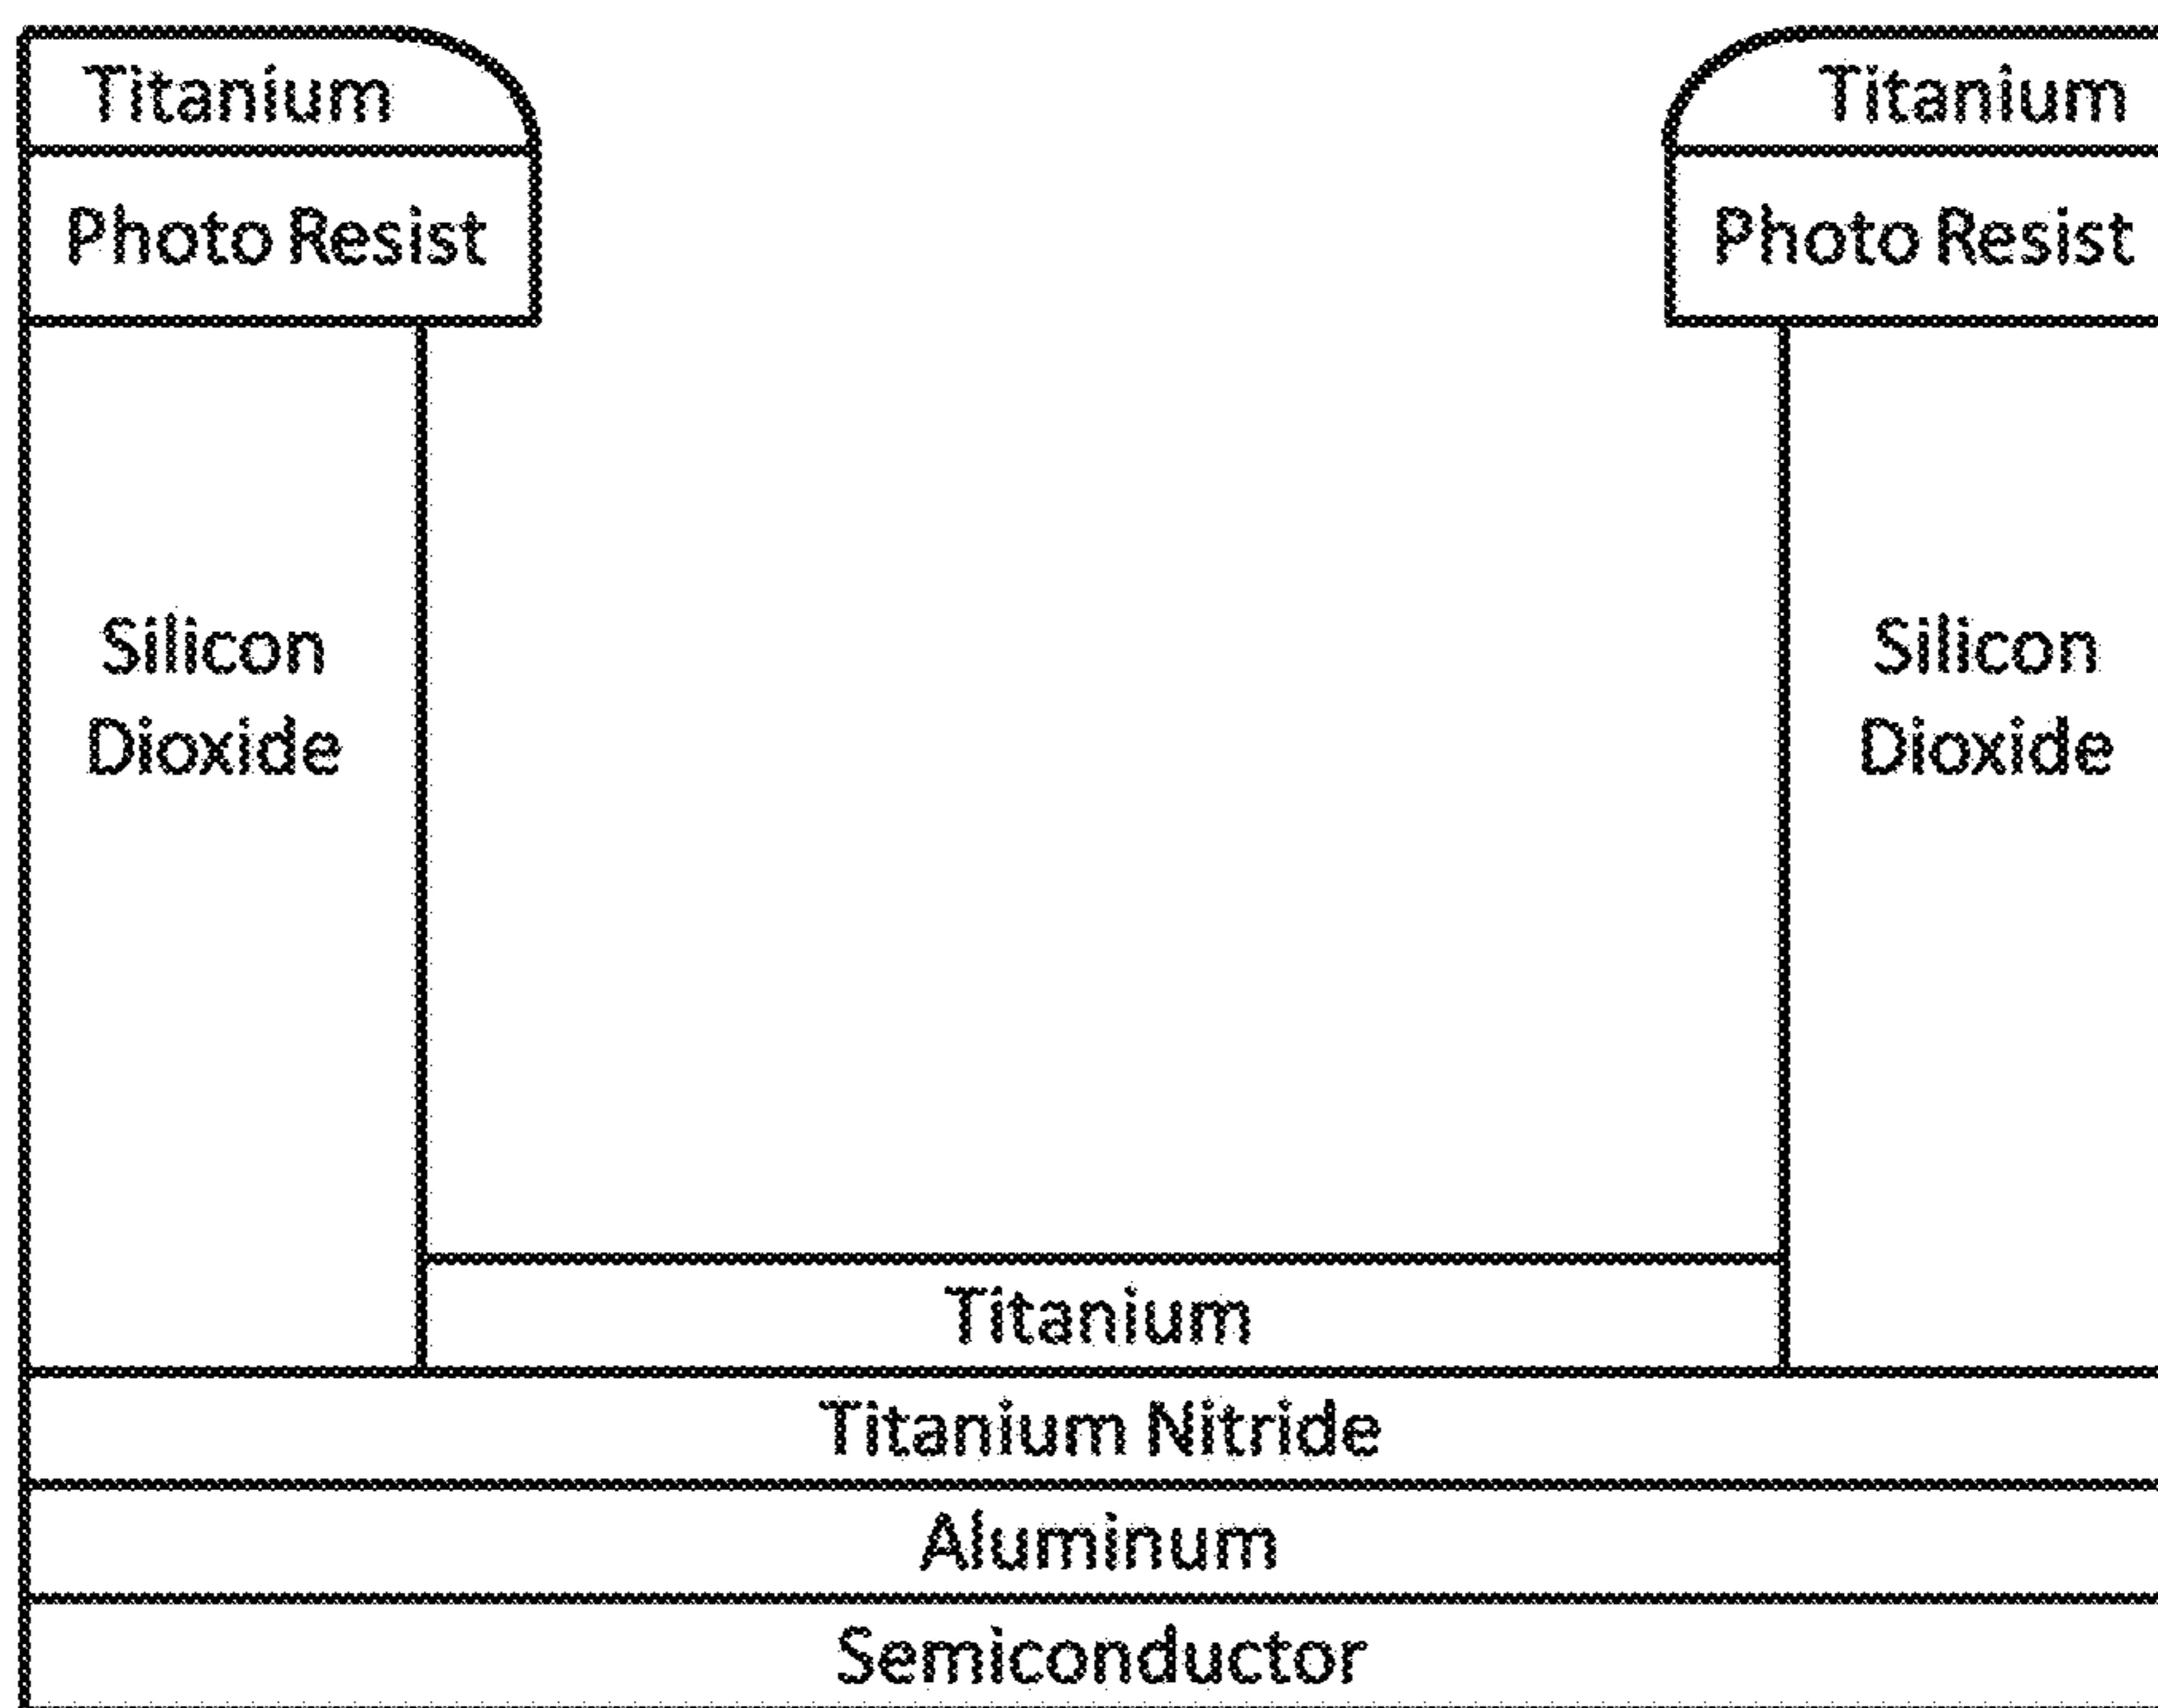 Titanium
Titanium
Photo Resist
Photo Resist
Silicon
Dioxide
Silicon
Dioxide
Titanium
Titanium Nitride
Aluminum
Semiconductor